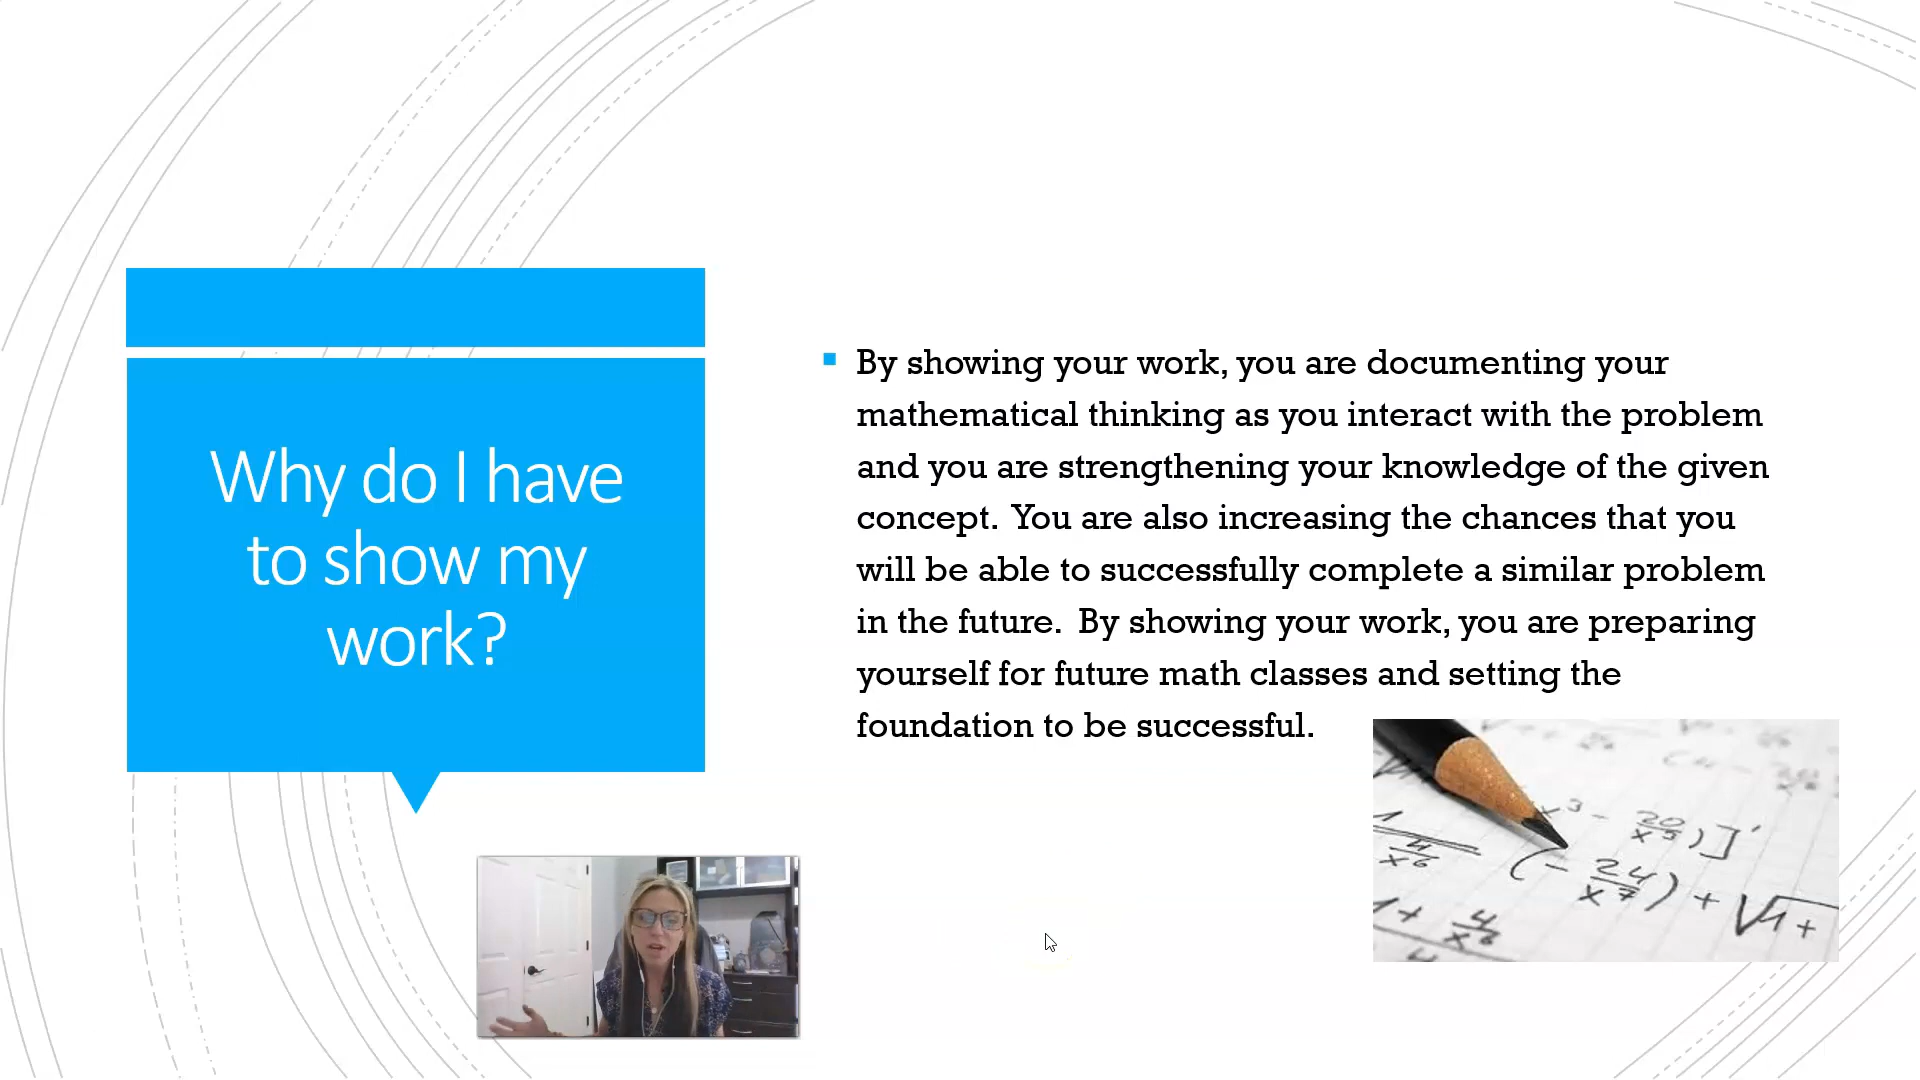 Why do I have
to show my
work?
By showing your work, you are documenting your
mathematical thinking as you interact with the problem
and you are strengthening your knowledge of the given
concept.  You are also increasing the chances that you
will be able to successfully complete a similar problem
in the future.  By showing your work, you are preparing
yourself for future math classes and setting the
foundation to be successful.